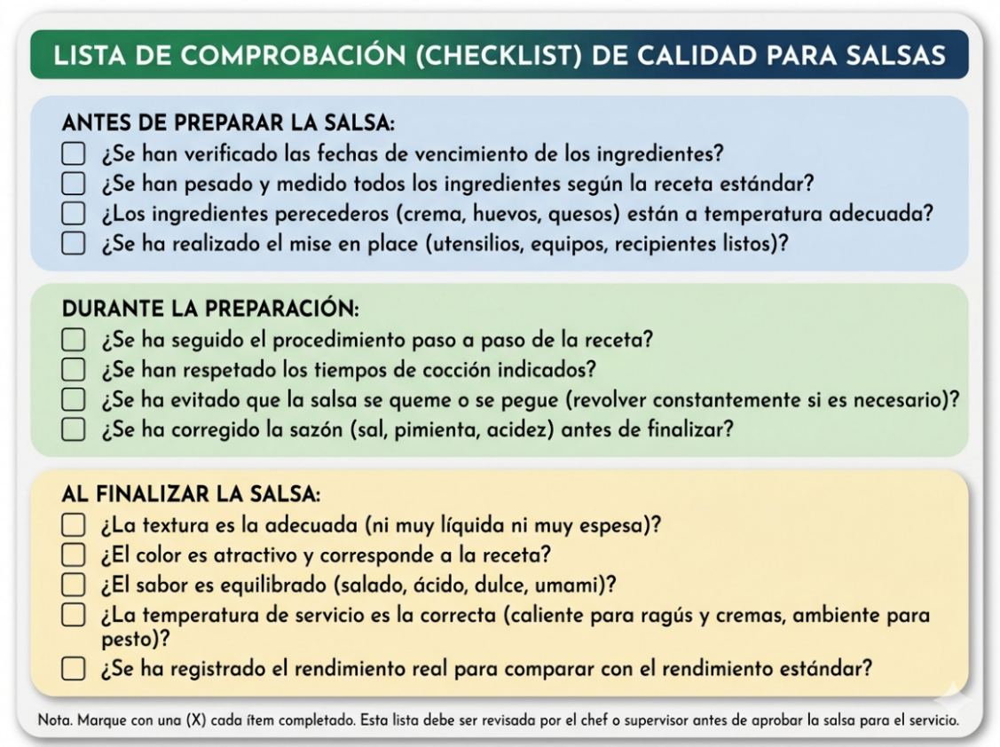 LISTA DE COMPROBACIÓN (CHECKLIST) DE CALIDAD PARA SALSAS
ANTES DE PREPARAR LA SALSA:
¿Se han verificado las fechas de vencimiento de los ingredientes?
¿Se han pesado y medido todos los ingredientes según la receta estándar?
¿Los ingredientes perecederos (crema, huevos, quesos) están a temperatura adecuada?
¿Se ha realizado el mise en place (utensilios, equipos, recipientes listos)?
DURANTE LA PREPARACIÓN:
¿Se ha seguido el procedimiento paso a paso de la receta?
¿Se han respetado los tiempos de cocción indicados?
¿Se ha evitado que la salsa se queme o se pegue (revolver constantemente si es necesario)?
¿Se ha corregido la sazón (sal, pimienta, acidez) antes de finalizar?
AL FINALIZAR LA SALSA:
¿La textura es la adecuada (ni muy líquida ni muy espesa)?
¿El color es atractivo y corresponde a la receta?
¿El sabor es equilibrado (salado, ácido, dulce, umami)?
¿La temperatura de servicio es la correcta (caliente para ragús y cremas, ambiente para
pesto)?
¿Se ha registrado el rendimiento real para comparar con el rendimiento estándar?
Nota. Marque con una (X) cada ítem completado. Esta lista debe ser revisada por el chef o supervisor antes de aprobar la salsa para el servicio.